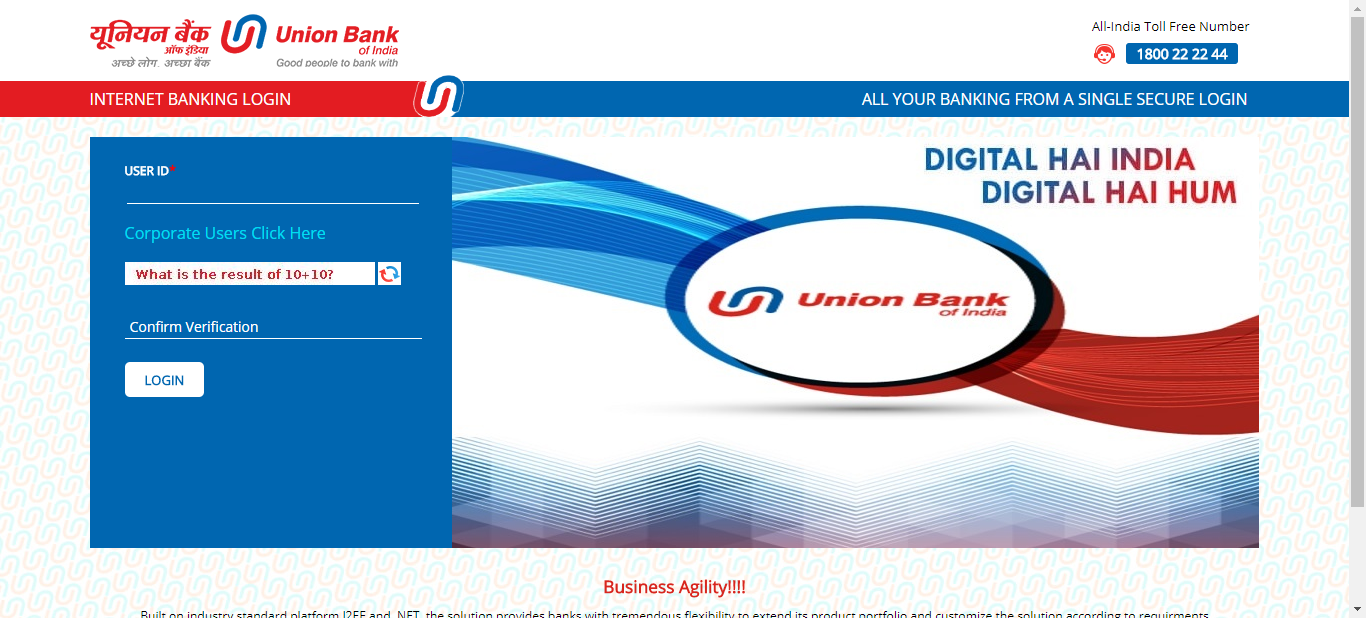 यूनियन बैंक
ऑफ इंडिया
अच्छे लोग, अच्छा बैंक
Union Bank
of India
Good people to bank with
All-India Toll Free Number
1800 22 22 44
INTERNET BANKING LOGIN
ALL YOUR BANKING FROM A SINGLE SECURE LOGIN
USER ID*
Corporate Users Click Here
What is the result of 10+10?
Confirm Verification
LOGIN
DIGITAL HAI INDIA
DIGITAL HAI HUM
Union Bank
of India
Business Agility!!!!
Built on industry standard platform J2EE and .NET, the solution provides banks with tremendous flexibility to extend its product portfolio and customize the solution according to requirments